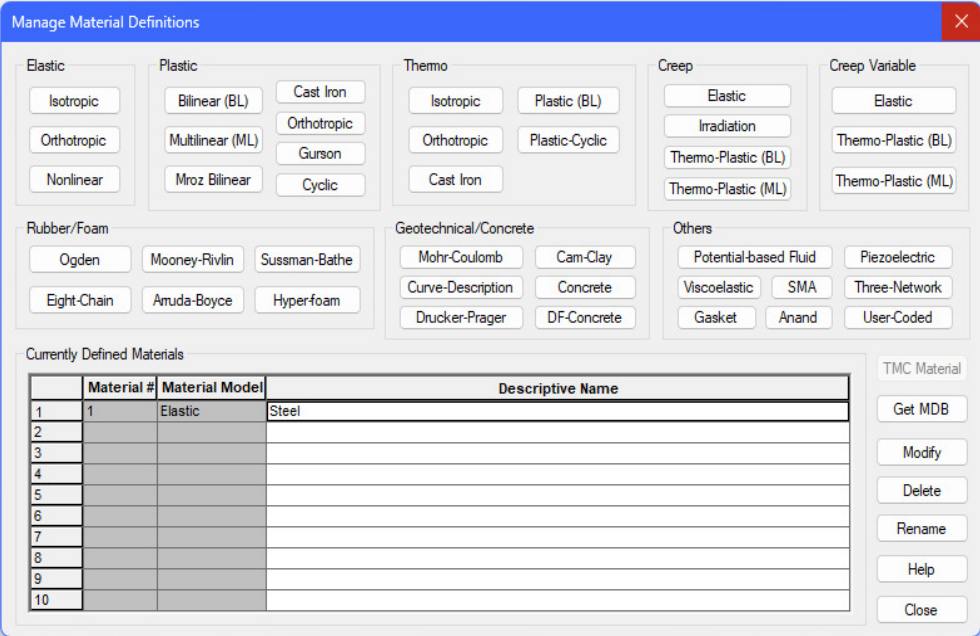 Manage Material Definitions
Elastic
Isotropic
Orthotropic
Nonlinear
Plastic
Bilinear (BL)
Multilinear (ML)
Mroz Bilinear
Cast Iron
Orthotropic
Gurson
Cyclic
Thermo
Isotropic
Orthotropic
Cast Iron
Plastic (BL)
Plastic-Cyclic
Creep
Elastic
Irradiation
Thermo-Plastic (BL)
Thermo-Plastic (ML)
Creep Variable
Elastic
Thermo-Plastic (BL)
Thermo-Plastic (ML)
Rubber/Foam
Ogden Mooney-Rivlin Sussman-Bathe
Eight-Chain Arruda-Boyce Hyper-foam
Geotechnical/Concrete
Mohr-Coulomb Cam-Clay
Curve-Description Concrete
Drucker-Prager DF-Concrete
Others
Potential-based Fluid Piezoelectric
Viscoelastic SMA Three-Network
Gasket Anand User-Coded
Currently Defined Materials
Material # Material Model Descriptive Name
1 1 Elastic Steel
2
3
4
5
6
7
8
9
10
TMC Material
Get MDB
Modify
Delete
Rename
Help
Close